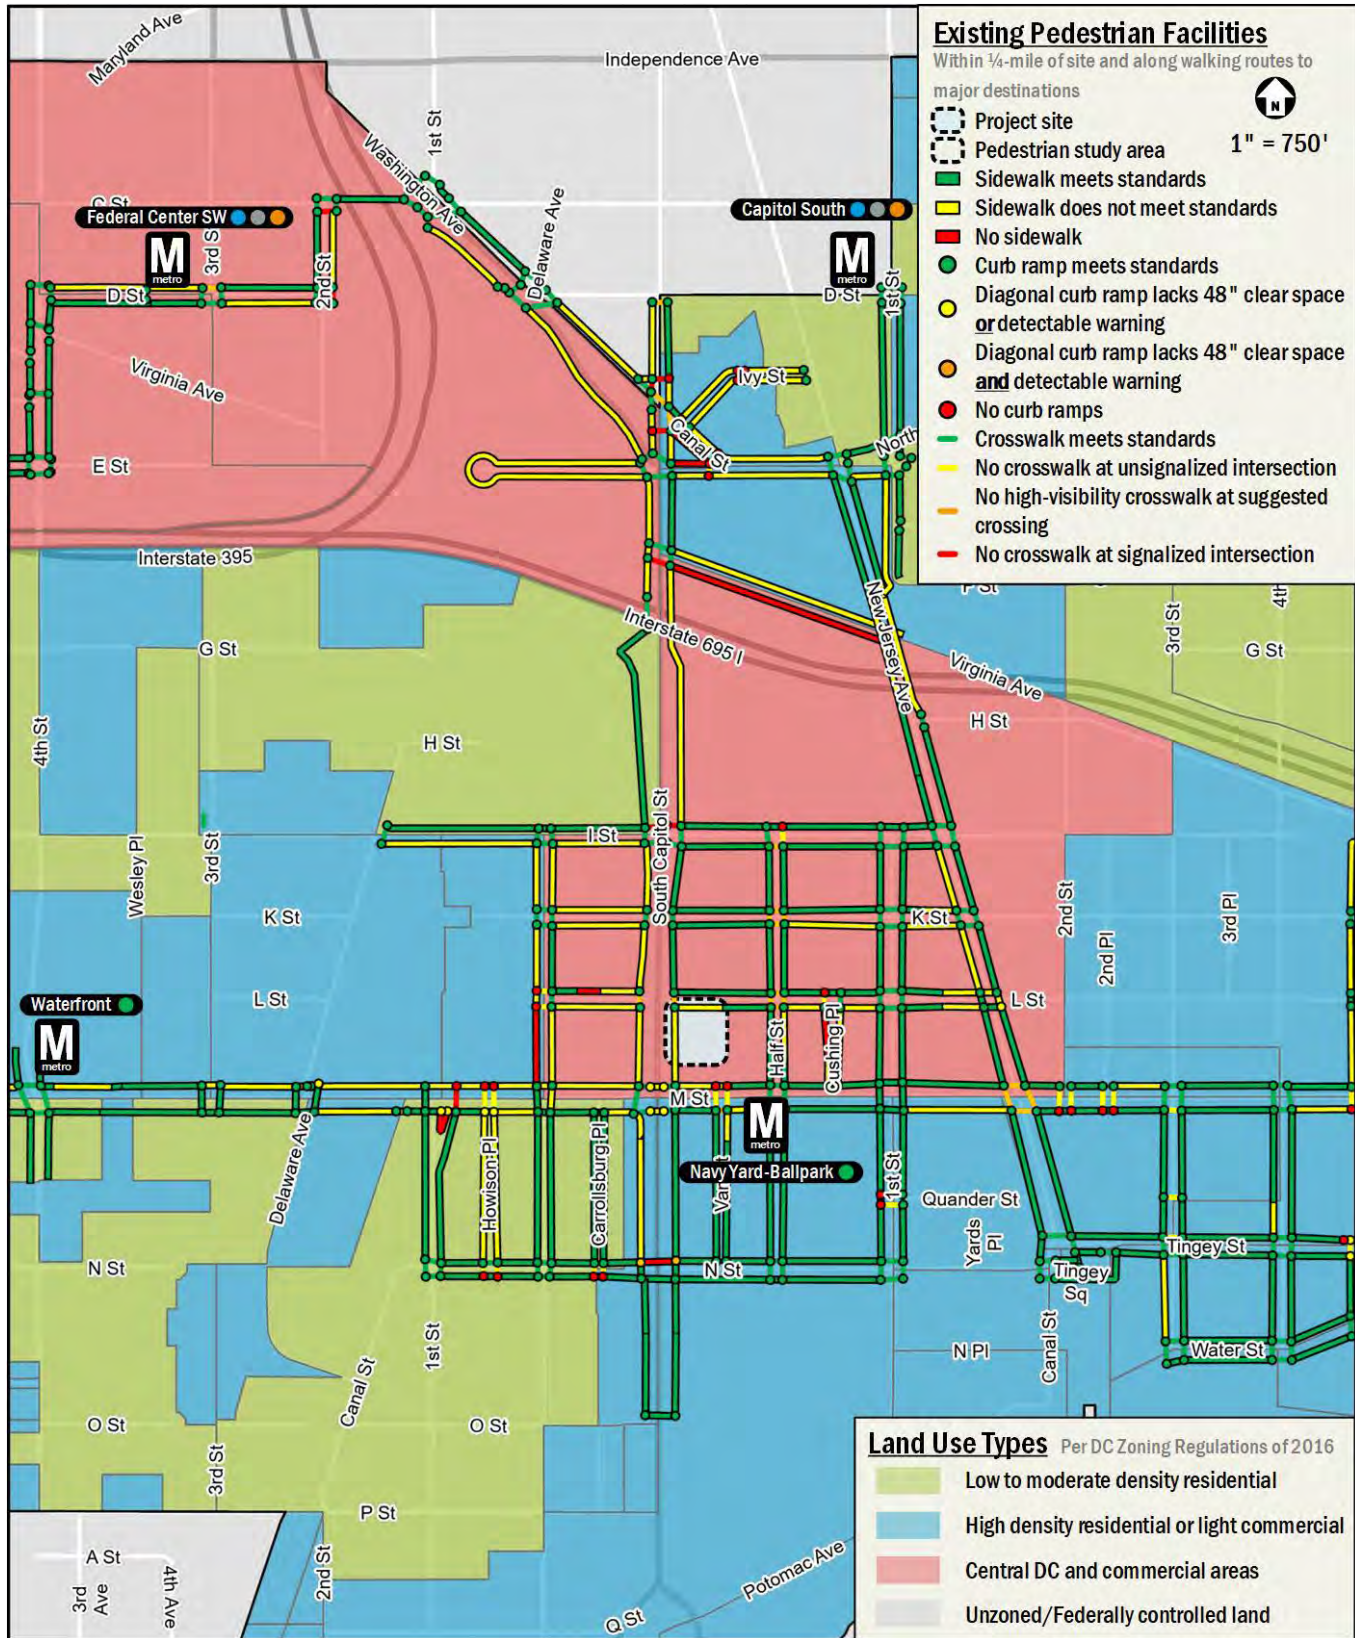 Maryland Ave
Independence Ave
1st St
Washington Ave
Delaware Ave
C St
Federal Center SW
M
metro
3rd S
2nd St
D St
Virginia Ave
E St
Capitol South
M
metro
D St
1st St
Ivy St
Canal St
North
Existing Pedestrian Facilities
Within ¼-mile of site and along walking routes to
major destinations
N
1" = 750'
Project site
Pedestrian study area
Sidewalk meets standards
Sidewalk does not meet standards
No sidewalk
Curb ramp meets standards
Diagonal curb ramp lacks 48" clear space
or detectable warning
Diagonal curb ramp lacks 48" clear space
and detectable warning
No curb ramps
Crosswalk meets standards
No crosswalk at unsignalized intersection
No high-visibility crosswalk at suggested
crossing
No crosswalk at signalized intersection
Interstate 395
Interstate 695 I
New Jersey Ave
Virginia Ave
F St
3rd St
4th
G St
G St
H St
H St
4th St
Wesley Pl
3rd St
I St
South Capitol St
K St
K St
2nd St
2nd Pl
3rd Pl
L St
L St
Waterfront
M
metro
Half St
Cushing Pl
M St
M
metro
Navy Yard-Ballpark
Delaware Ave
Howison Pl
Carrollsburg Pl
Van
1st St
Quander St
Yards
Pl
Tingey St
Tingey
Sq
N St
N St
Canal St
1st St
N Pl
Canal St
Water St
O St
O St
3rd St
P St
A St
3rd
Ave
4th Ave
2nd St
Q St
Potomac Ave
Land Use Types
Per DC Zoning Regulations of 2016
Low to moderate density residential
High density residential or light commercial
Central DC and commercial areas
Unzoned/Federally controlled land